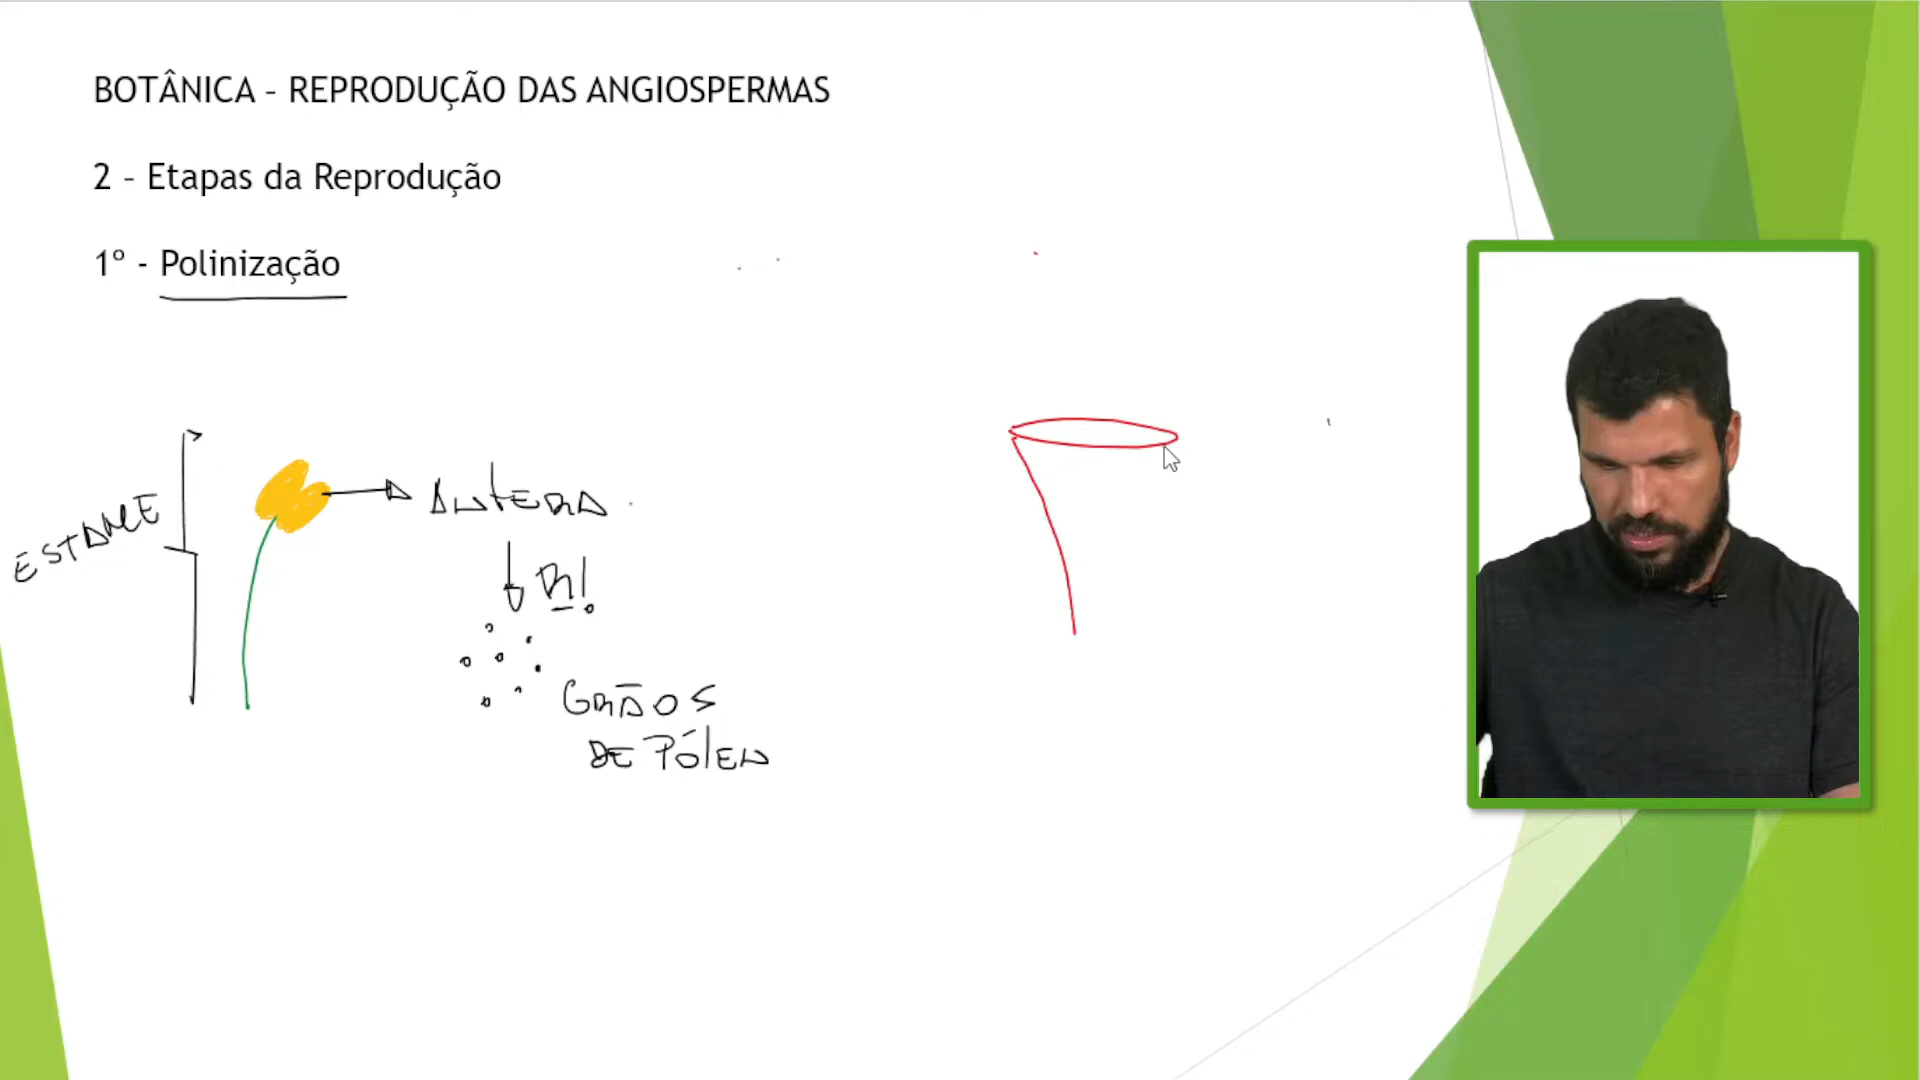 BOTÂNICA – REPRODUÇÃO DAS ANGIOSPERMAS
2 – Etapas da Reprodução
1º - Polinização
ESTAME
ANTERA
R!
GRÃOS
DE PÓLEN